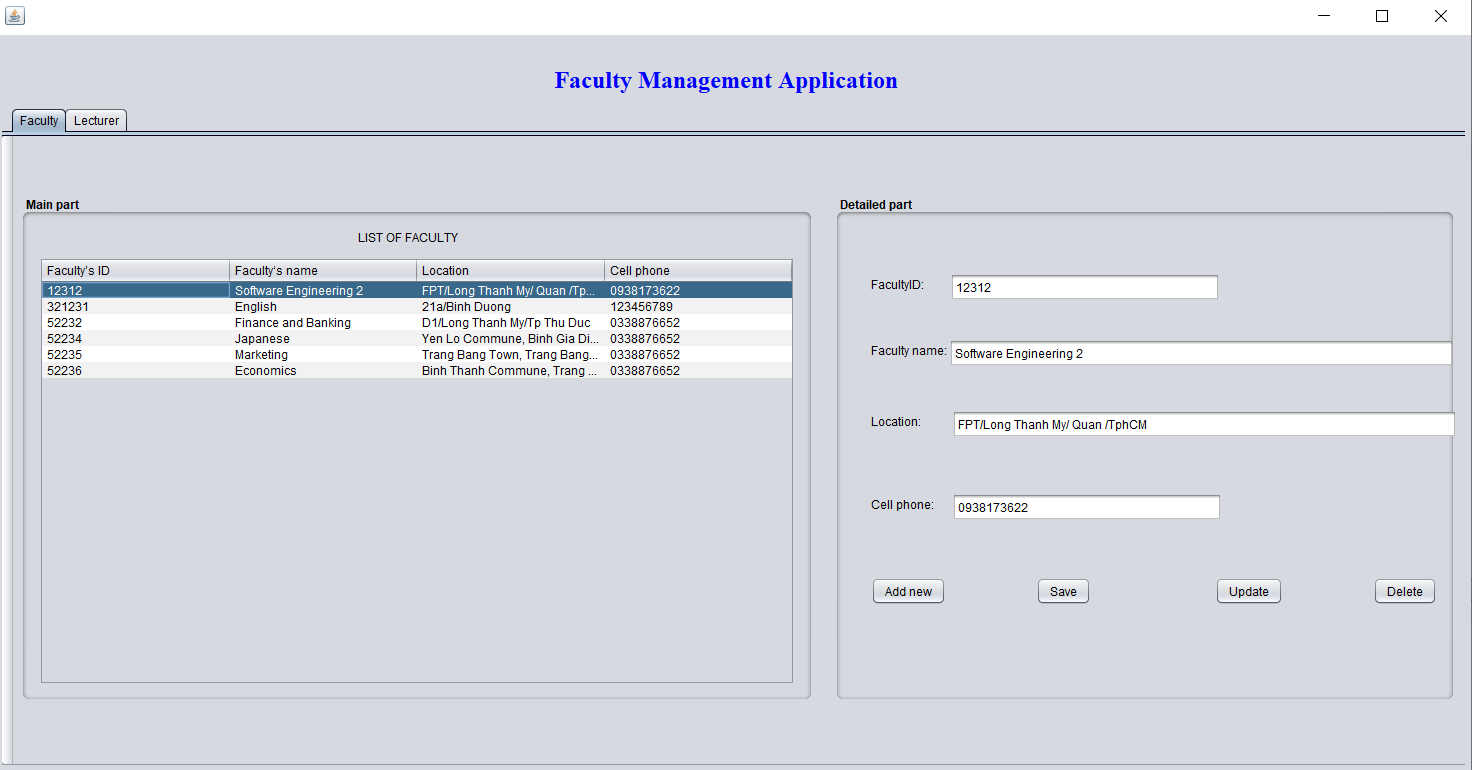 Faculty Management Application
Faculty Lecturer
Main part
LIST OF FACULTY
Faculty's ID Faculty's name Location Cell phone
12312 Software Engineering 2 FPT/Long Thanh My/ Quan /Tp... 0938173622
321231 English 21a/Binh Duong 123456789
52232 Finance and Banking D1/Long Thanh My/Tp Thu Duc 0338876652
52234 Japanese Yen Lo Commune, Binh Gia Di... 0338876652
52235 Marketing Trang Bang Town, Trang Bang... 0338876652
52236 Economics Binh Thanh Commune, Trang ... 0338876652
Detailed part
FacultyID: 12312
Faculty name: Software Engineering 2
Location: FPT/Long Thanh My/ Quan /TphCM
Cell phone: 0938173622
Add new Save Update Delete